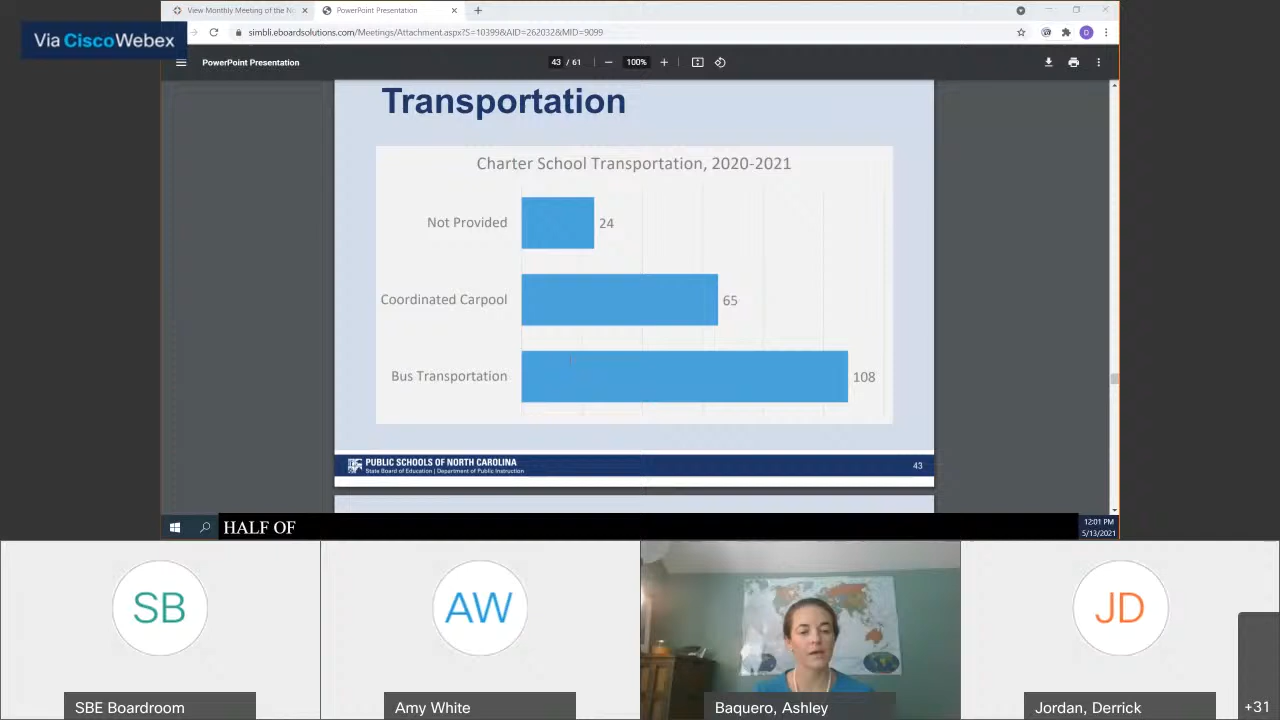 View Monthly Meeting of the N
PowerPoint Presentation
Via CiscoWebex
simbli.eboardsolutions.com/Meetings/Attachment.aspx?S=10399&AID=262032&MID=9099
D
PowerPoint Presentation
43 / 61
100%
Transportation
Charter School Transportation, 2020-2021
Not Provided
24
Coordinated Carpool
65
Bus Transportation
108
PUBLIC SCHOOLS OF NORTH CAROLINA
State Board of Education | Department of Public Instruction
43
HALF OF
12:01 PM
5/13/2021
SB
AW
JD
SBE Boardroom
Amy White
Baquero, Ashley
Jordan, Derrick
+31